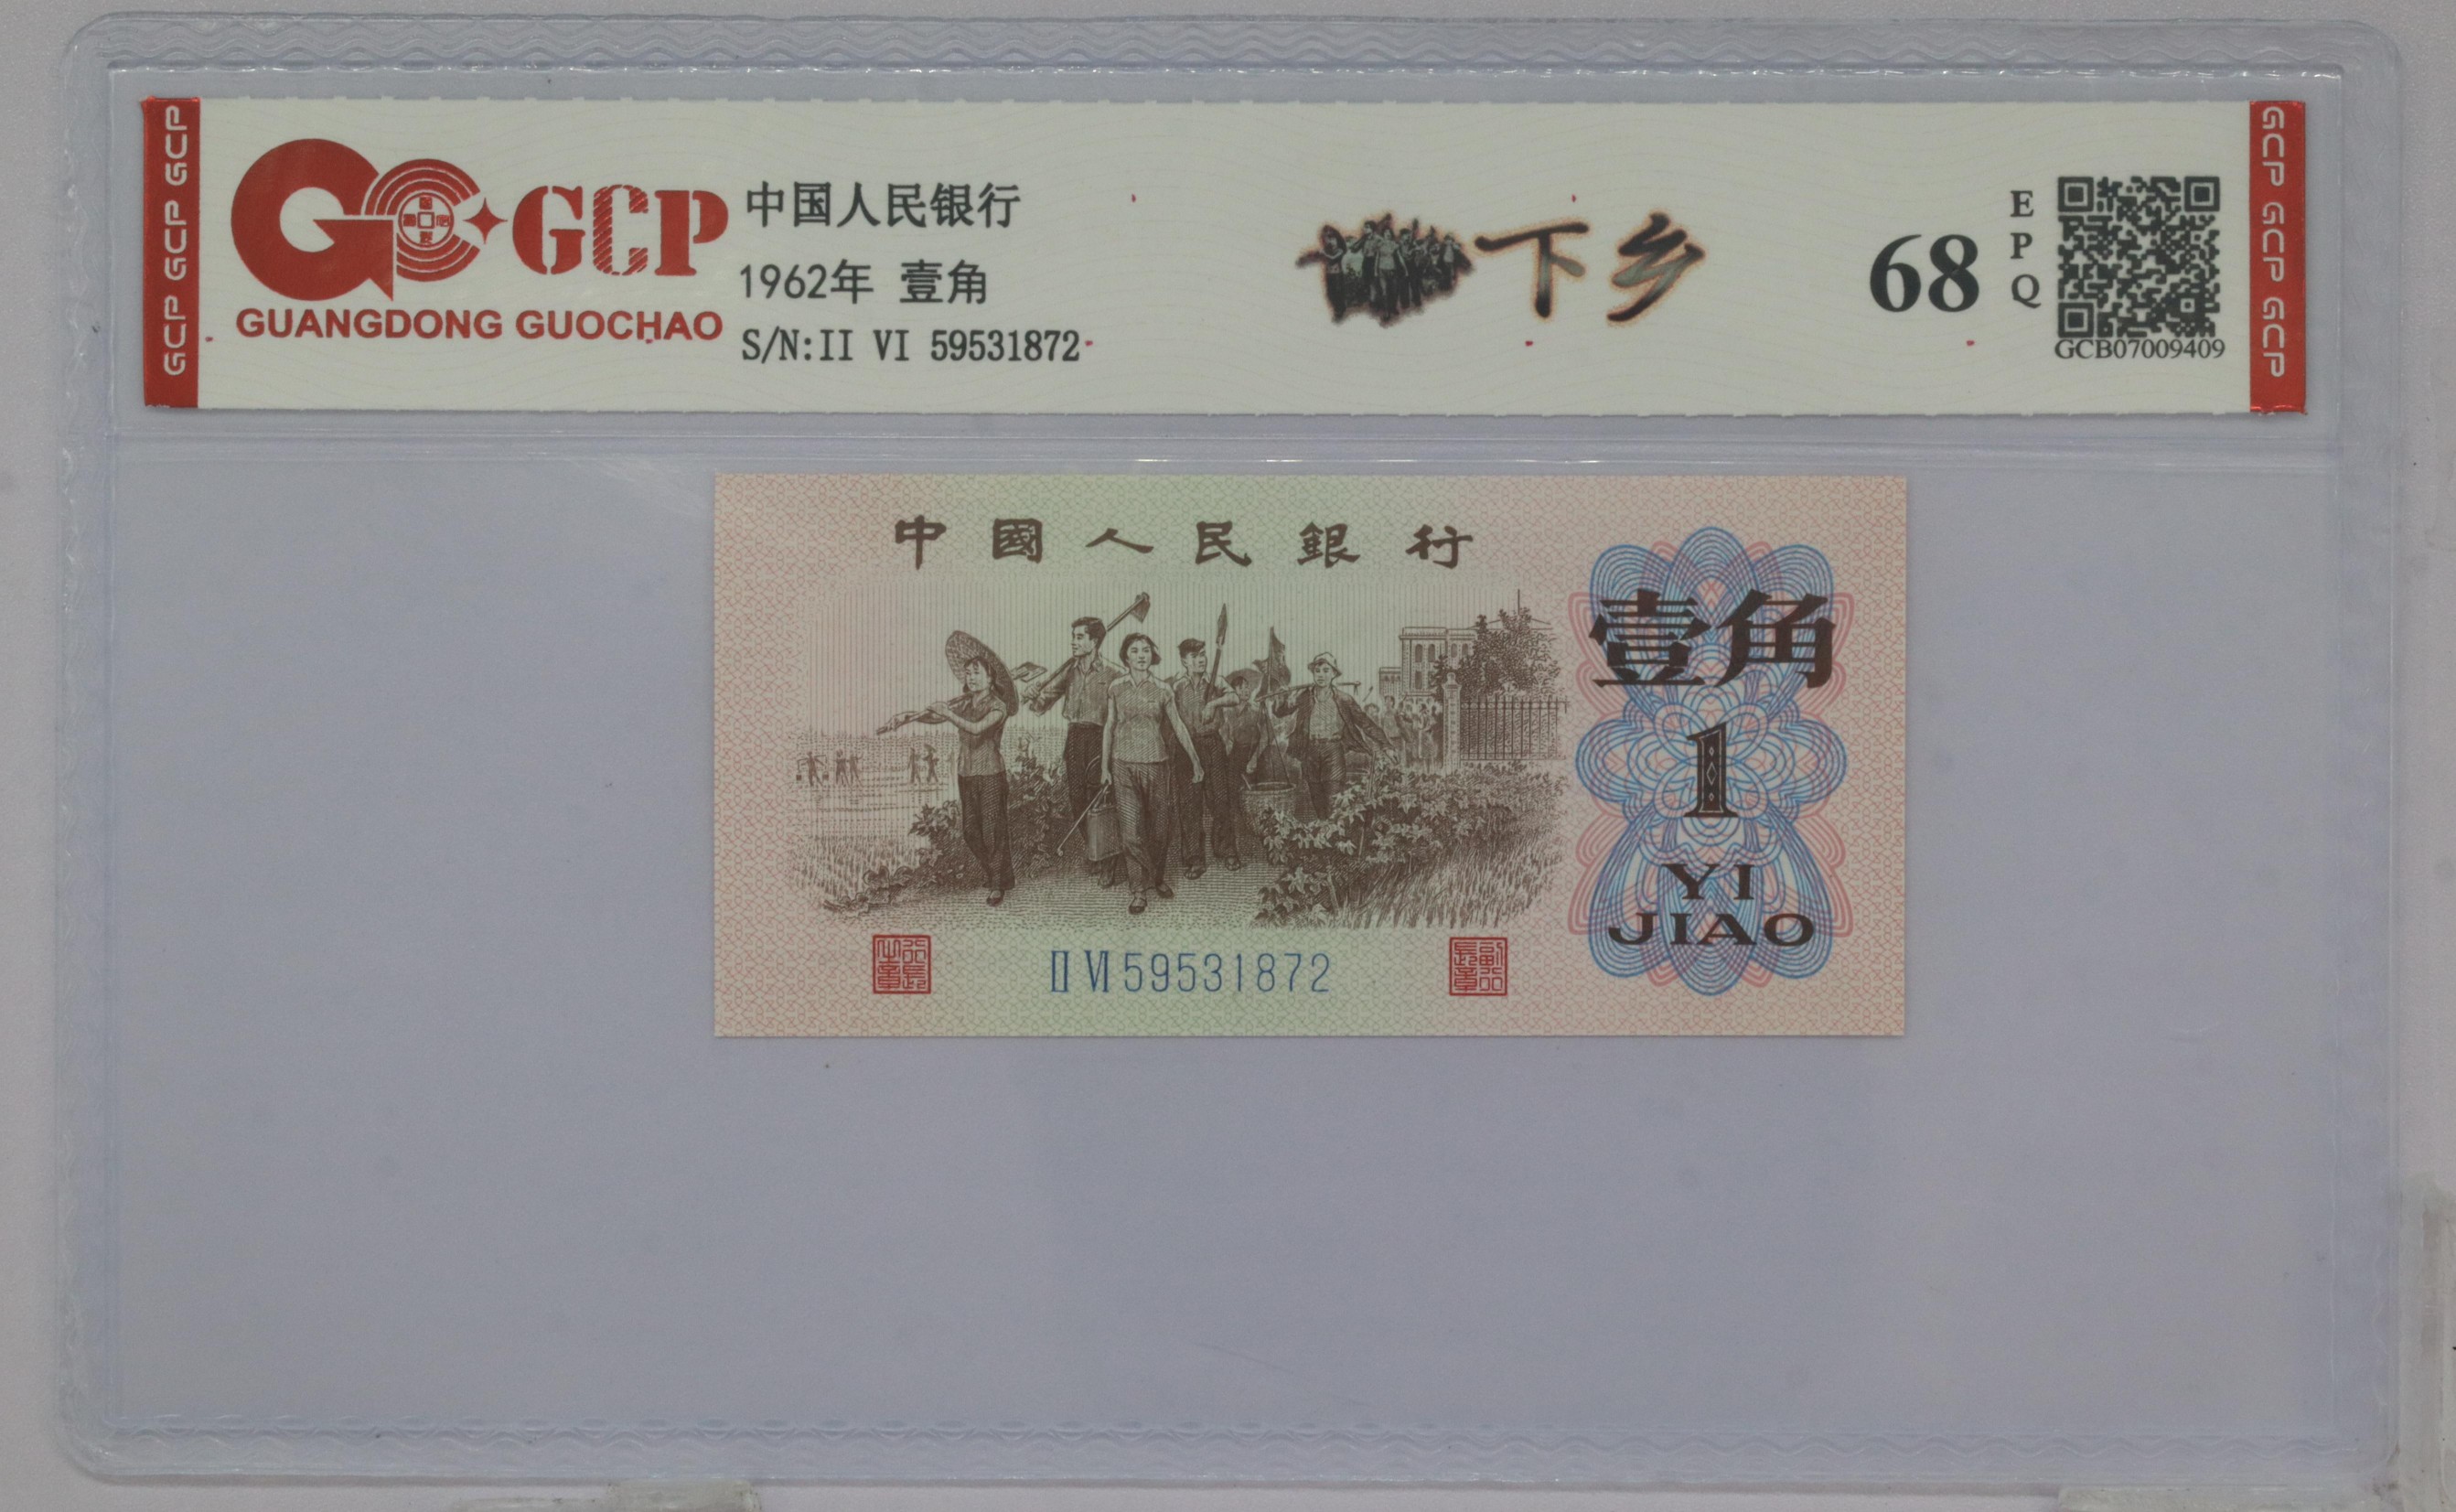 GCP GCP GCP
GCP
GUANGDONG GUOCHAO
中国人民银行
1962年 壹角
S/N:II VI 59531872
下乡
68
E
P
Q
GCB07009409
GCP GCP GCP
中國人民銀行
壹角
1
YI
JIAO
II VI 59531872